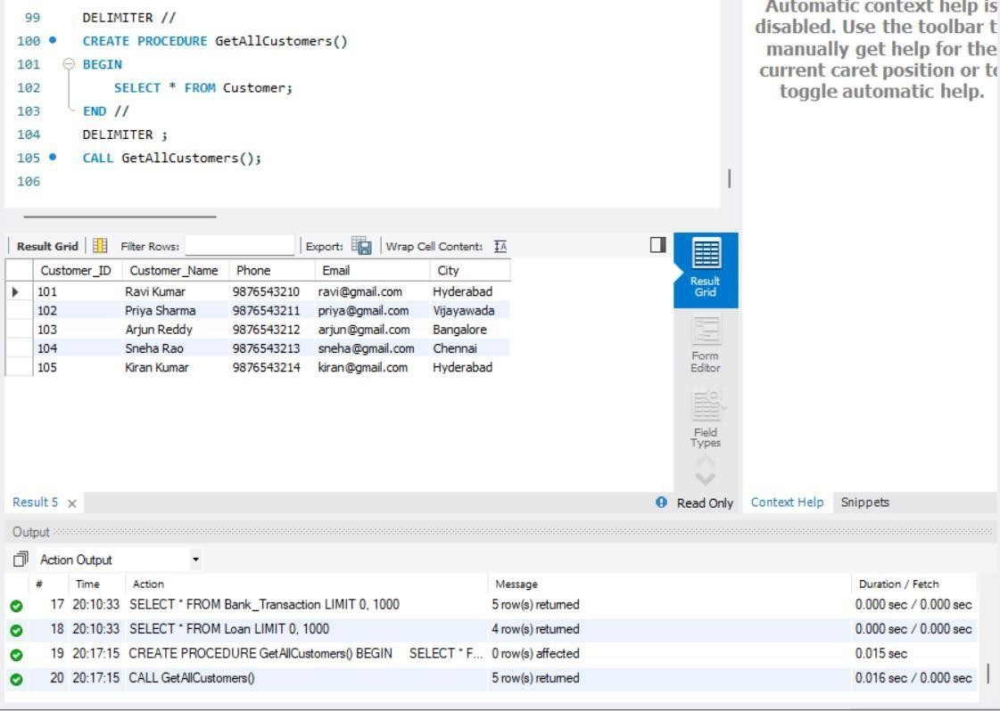 99 DELIMITER //
100 CREATE PROCEDURE GetAllCustomers()
101 BEGIN
102 SELECT * FROM Customer;
103 END //
104 DELIMITER ;
105 CALL GetAllCustomers();
106
Automatic context help is
disabled. Use the toolbar t
manually get help for the
current caret position or to
toggle automatic help.
Result Grid Filter Rows: Export: Wrap Cell Content:
Customer_ID Customer_Name Phone Email City
101 Ravi Kumar 9876543210 ravi@gmail.com Hyderabad
102 Priya Sharma 9876543211 priya@gmail.com Vijayawada
103 Arjun Reddy 9876543212 arjun@gmail.com Bangalore
104 Sneha Rao 9876543213 sneha@gmail.com Chennai
105 Kiran Kumar 9876543214 kiran@gmail.com Hyderabad
Result
Grid
Form
Editor
Field
Types
Result 5 Read Only
Context Help Snippets
Output
Action Output
# Time Action Message Duration / Fetch
17 20:10:33 SELECT * FROM Bank_Transaction LIMIT 0, 1000 5 row(s) returned 0.000 sec / 0.000 sec
18 20:10:33 SELECT * FROM Loan LIMIT 0, 1000 4 row(s) returned 0.000 sec / 0.000 sec
19 20:17:15 CREATE PROCEDURE GetAllCustomers() BEGIN SELECT * F... 0 row(s) affected 0.015 sec
20 20:17:15 CALL GetAllCustomers() 5 row(s) returned 0.016 sec / 0.000 sec